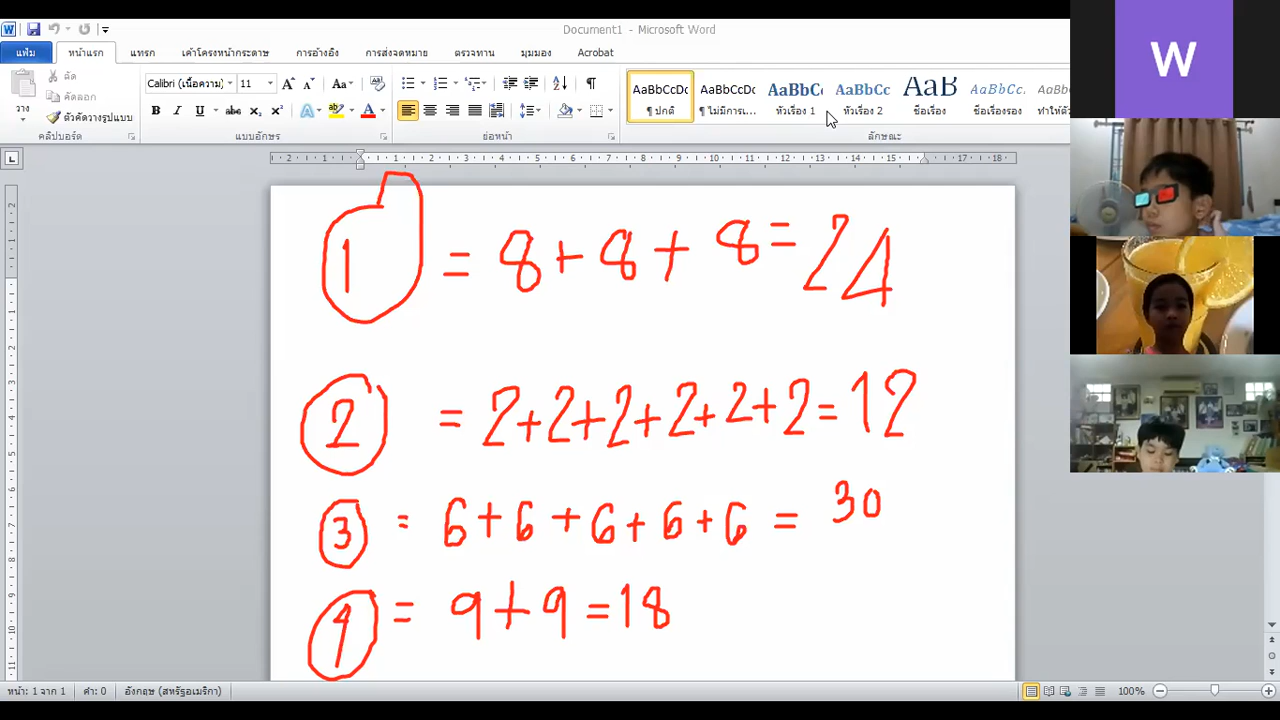 Document1 - Microsoft Word
แฟ้ม หน้าแรก แทรก เค้าโครงหน้ากระดาษ การอ้างอิง การส่งจดหมาย ตรวจทาน มุมมอง Acrobat
วาง
ตัด
คัดลอก
ตัวคัดวางรูปแบบ
คลิปบอร์ด
Calibri (เนื้อความ) 11
แบบอักษร
ย่อหน้า
AaBbCcDc AaBbCcDc AaBbC AaBbCc AaB AaBbCc.
¶ ปกติ ¶ ไม่มีการเ... หัวเรื่อง 1 หัวเรื่อง 2 ชื่อเรื่อง ชื่อเรื่องรอง
ลักษณะ
W
1 = 8+8+8=24
2 = 2+2+2+2+2+2=12
3 = 6+6+6+6+6 = 30
4 = 9+9=18
หน้า: 1 จาก 1 คำ: 0 อังกฤษ (สหรัฐอเมริกา) 100%